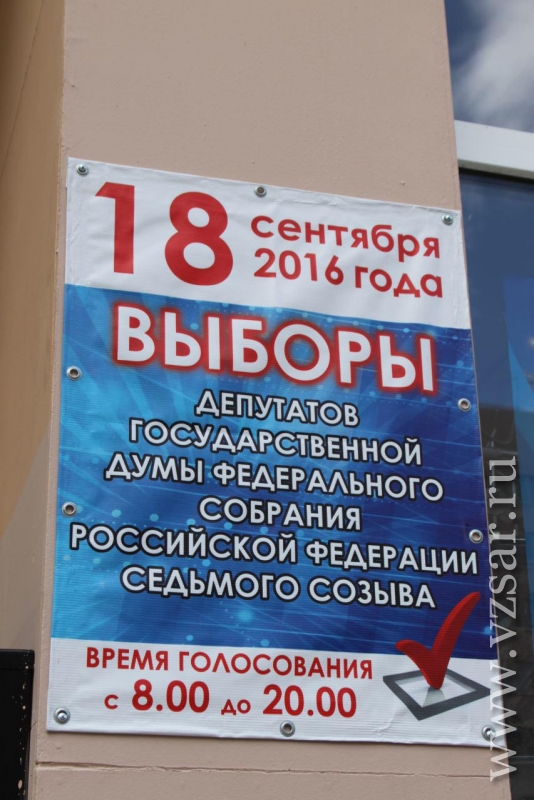 18 сентября
2016 года
ВЫБОРЫ
ДЕПУТАТОВ
ГОСУДАРСТВЕННОЙ
ДУМЫ ФЕДЕРАЛЬНОГО
СОБРАНИЯ
РОССИЙСКОЙ ФЕДЕРАЦИИ
СЕДЬМОГО СОЗЫВА
ВРЕМЯ ГОЛОСОВАНИЯ
с 8.00 до 20.00
www.vzsar.ru